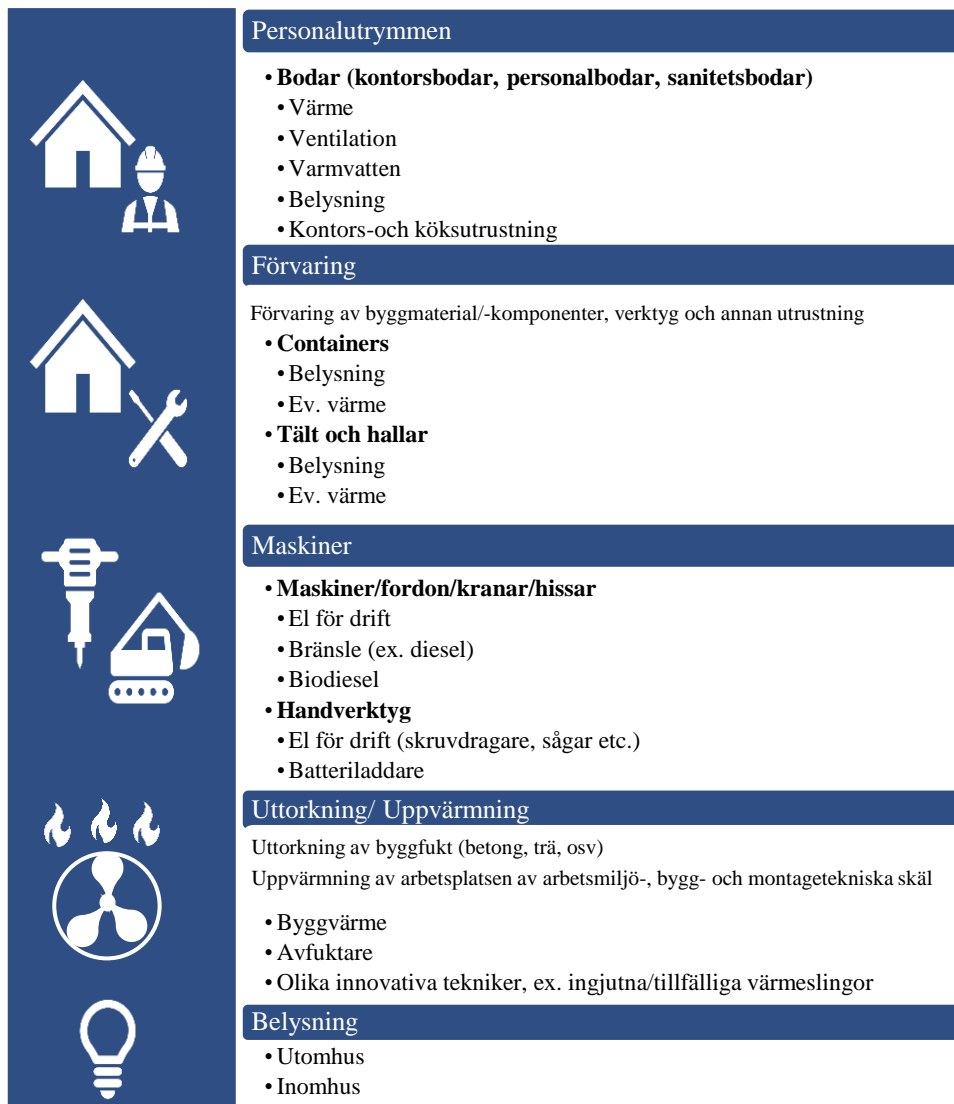 Personalutrymmen
• Bodar (kontorsbodar, personalbodar, sanitetsbodar)
• Värme
• Ventilation
• Varmvatten
• Belysning
• Kontors-och köksutrustning
Förvaring
Förvaring av byggmaterial/-komponenter, verktyg och annan utrustning
• Containers
• Belysning
• Ev. värme
• Tält och hallar
• Belysning
• Ev. värme
Maskiner
• Maskiner/fordon/kranar/hissar
• El för drift
• Bränsle (ex. diesel)
• Biodiesel
• Handverktyg
• El för drift (skruvdragare, sågar etc.)
• Batteriladdare
Uttorkning/ Uppvärmning
Uttorkning av byggfukt (betong, trä, osv)
Uppvärmning av arbetsplatsen av arbetsmiljö-, bygg- och montagetekniska skäl
• Byggvärme
• Avfuktare
• Olika innovativa tekniker, ex. ingjutna/tillfälliga värmeslingor
Belysning
• Utomhus
• Inomhus